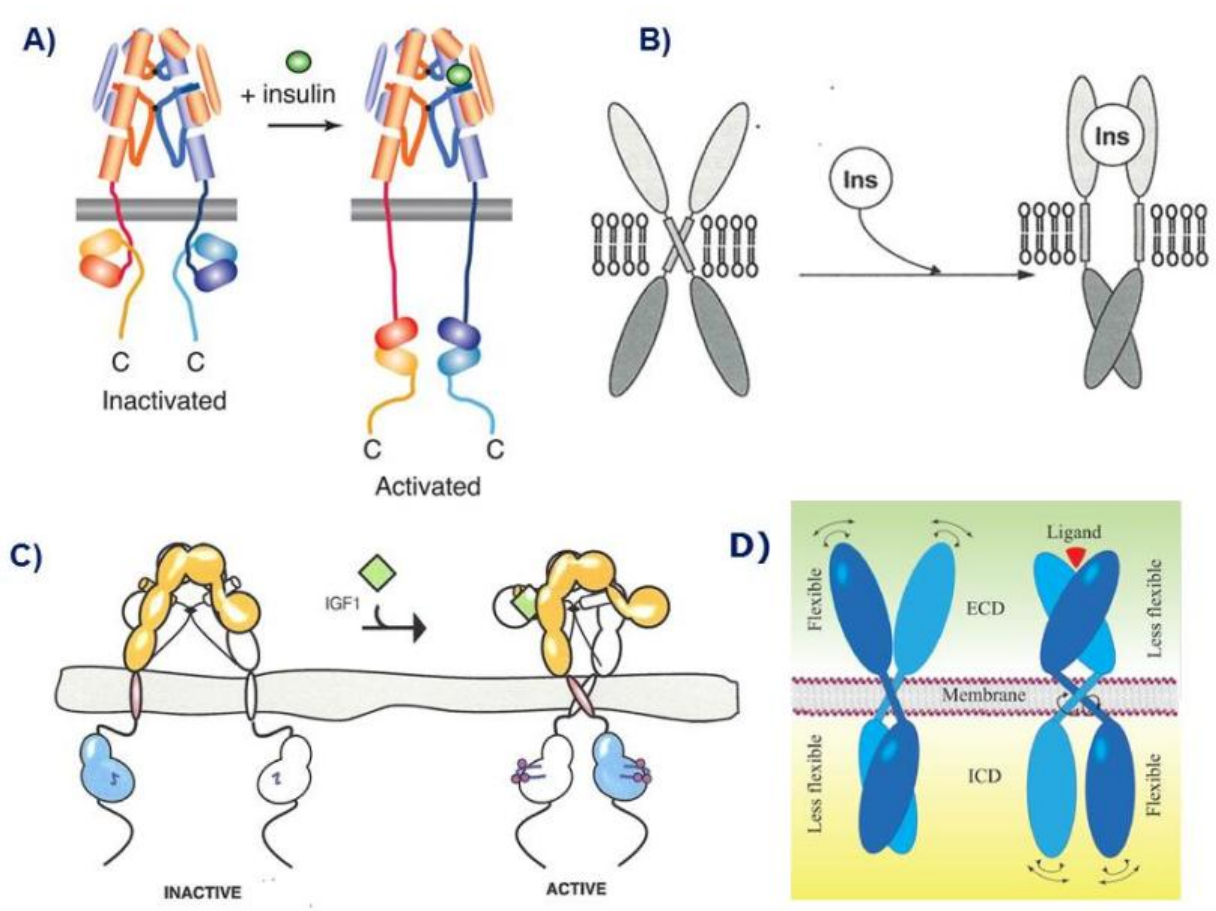 A)
+ insulin
C
C
Inactivated
C
C
Activated
B)
Ins
Ins
C)
IGF1
INACTIVE
ACTIVE
D)
Flexible
Ligand
ECD
Less flexible
Membrane
Less flexible
ICD
Flexible